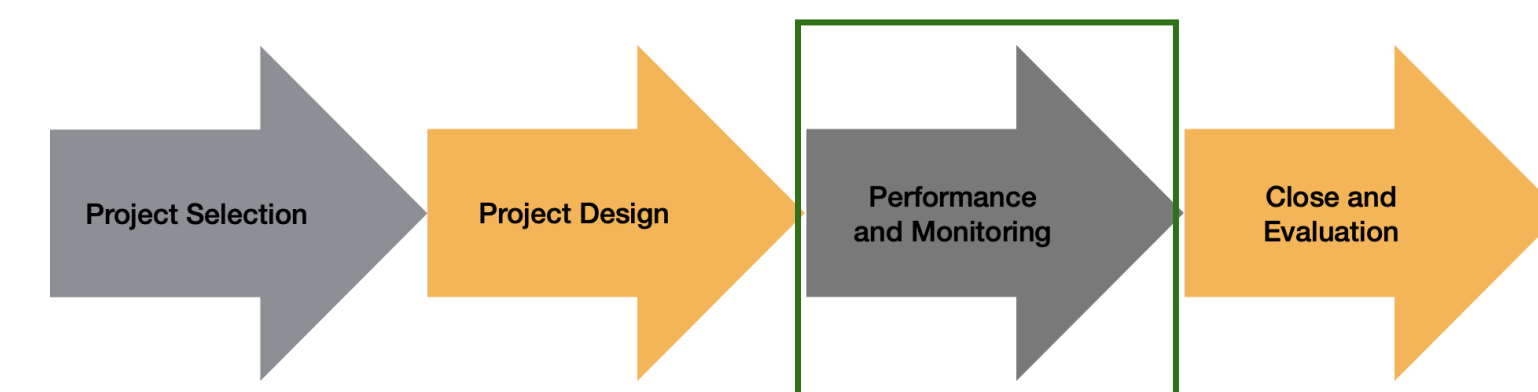 Project Selection
Project Design
Performance
and Monitoring
Close and
Evaluation